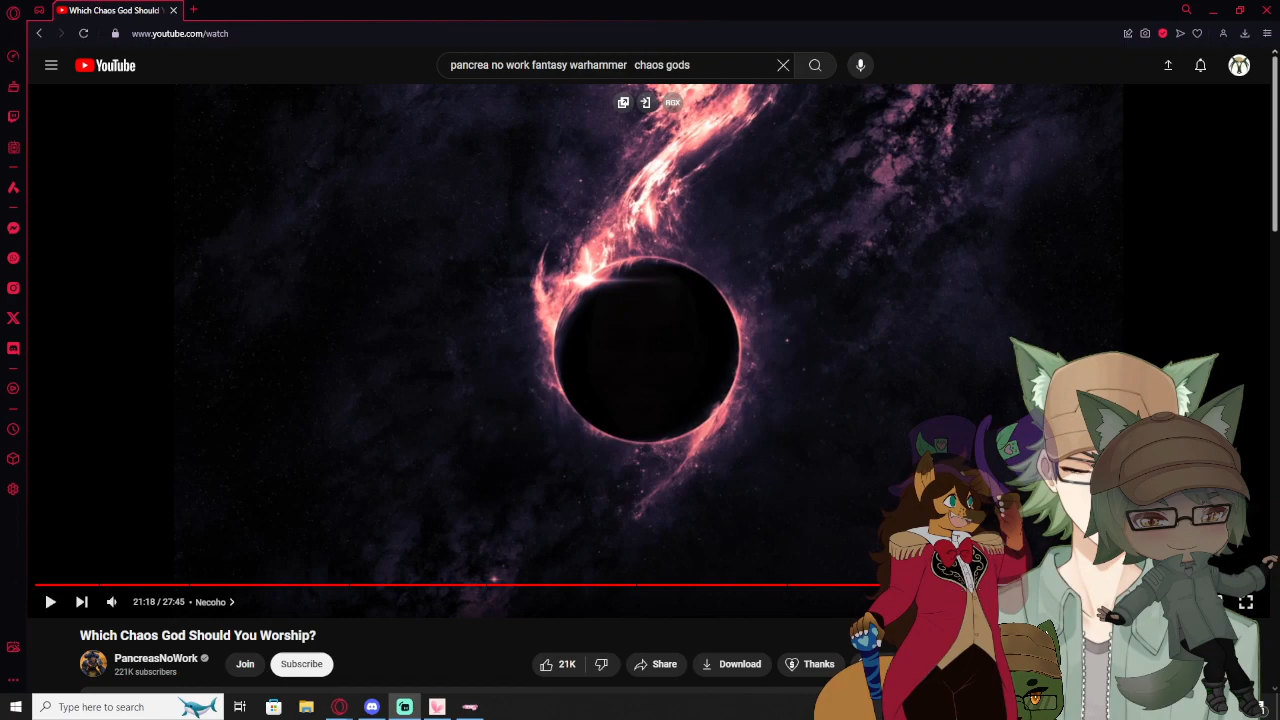 Which Chaos God Should
www.youtube.com/watch
YouTube
pancrea no work fantasy warhammer chaos gods
RGX
21:18 / 27:45 • Necoho
Which Chaos God Should You Worship?
PancreasNoWork
221K subscribers
Join
Subscribe
21K
Share
Download
Thanks
Type here to search